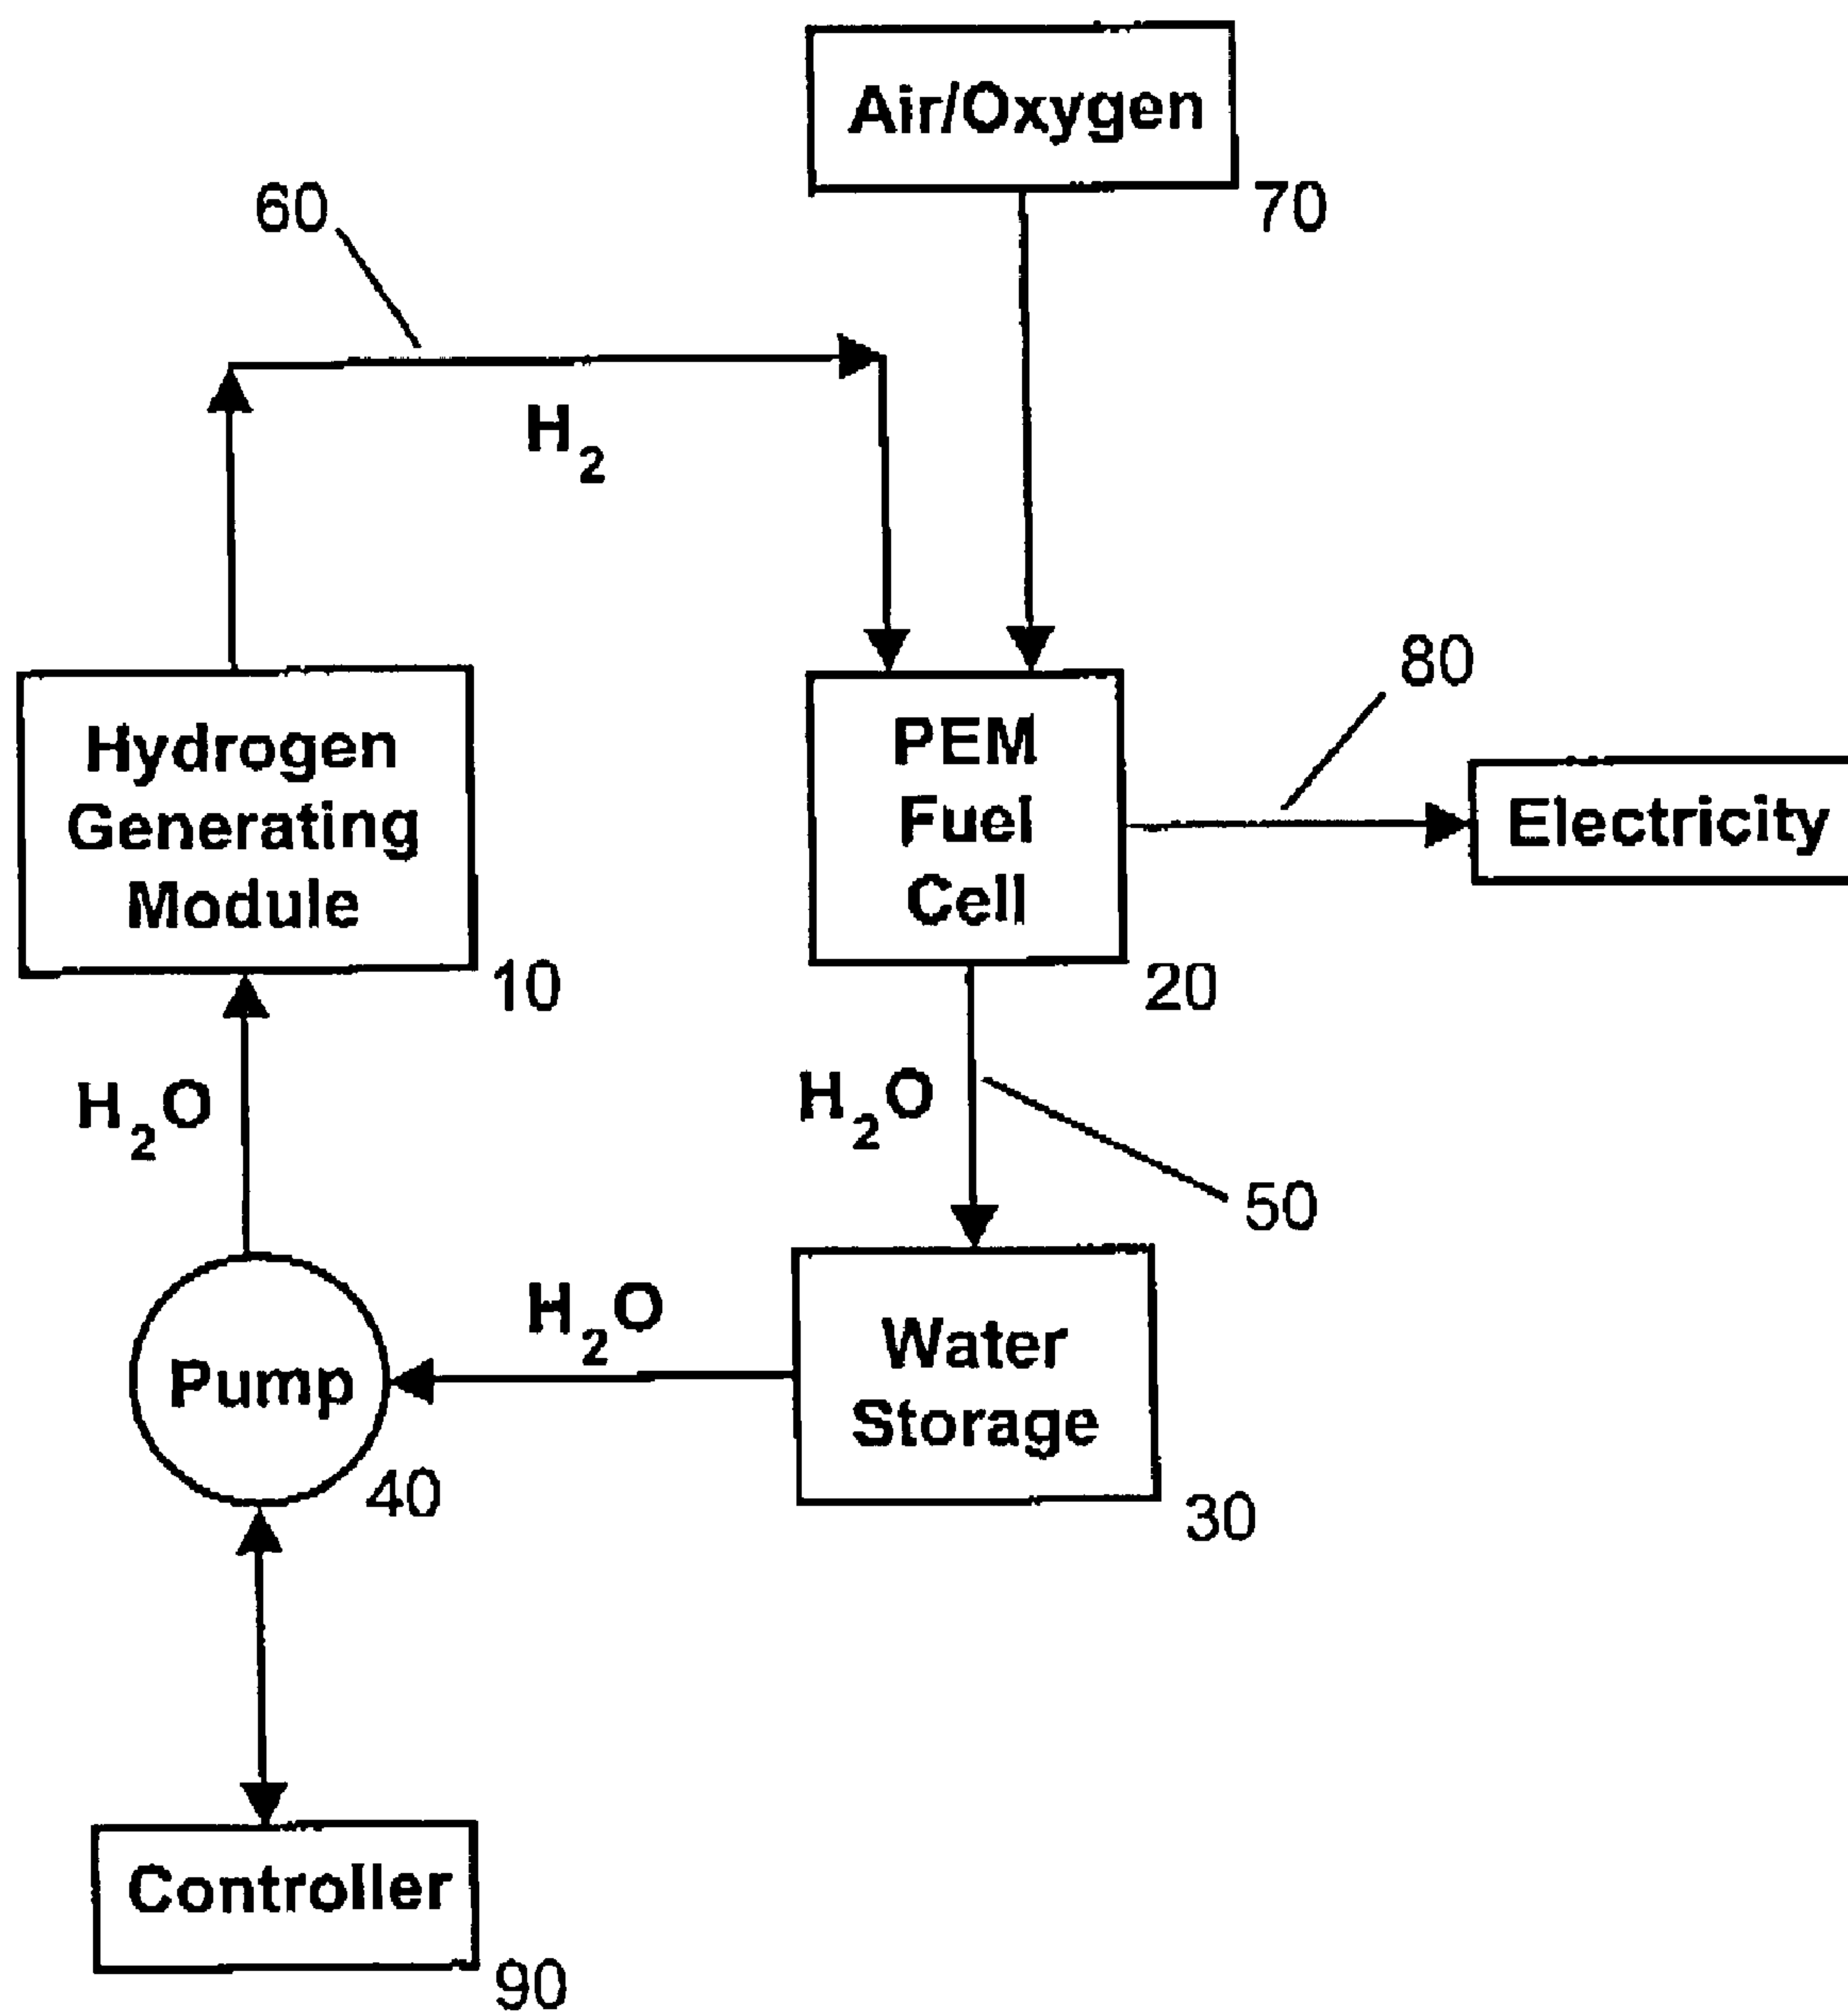 Air/Oxygen
70
60
H2
80
Hydrogen
Generating
Module
10
PEM
Fuel
Cell
20
Electricity
H2O
H2O
50
H2O
Pump
40
Water
Storage
30
Controller
90